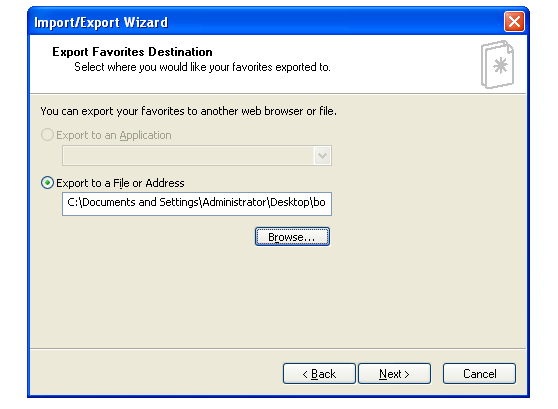 Import/Export Wizard
Export Favorites Destination
Select where you would like your favorites exported to.
You can export your favorites to another web browser or file.
Export to an Application
Export to a File or Address
C:\Documents and Settings\Administrator\Desktop\bo
Browse...
< Back
Next >
Cancel